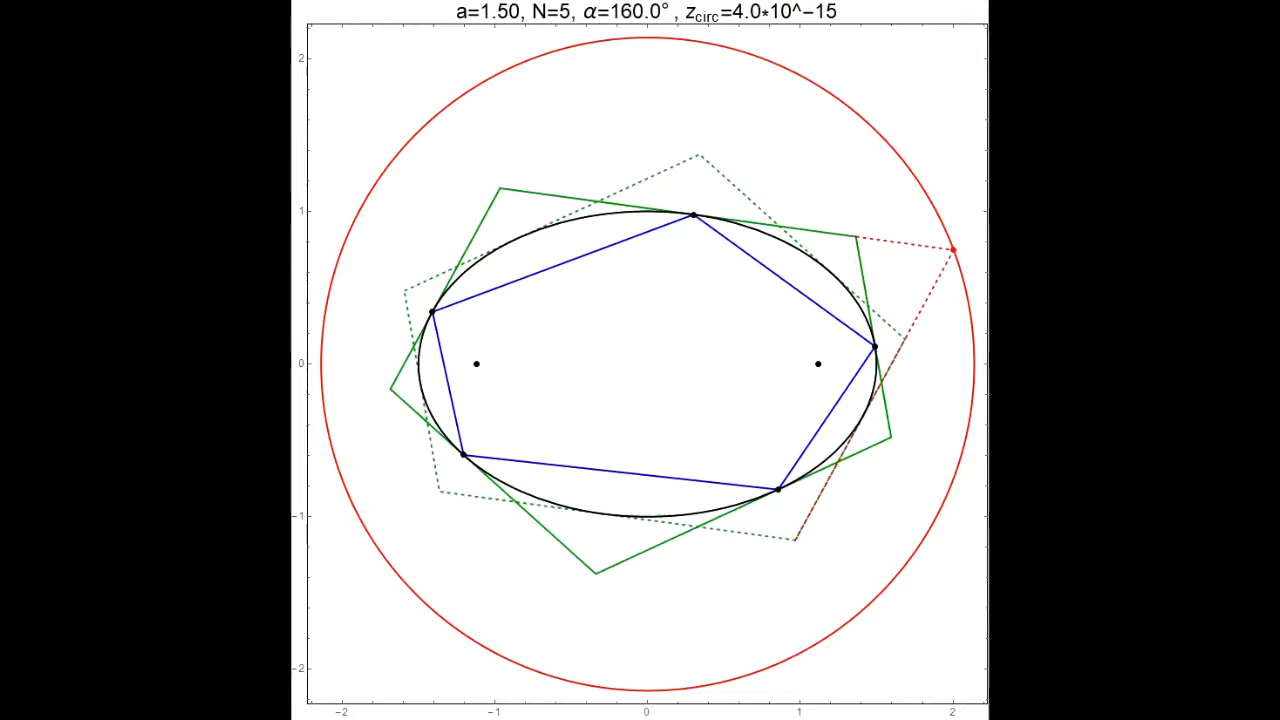 a=1.50, N=5, α=160.0° , z_circ=4.0*10^-15
2
1
0
-1
-2
-2 -1 0 1 2